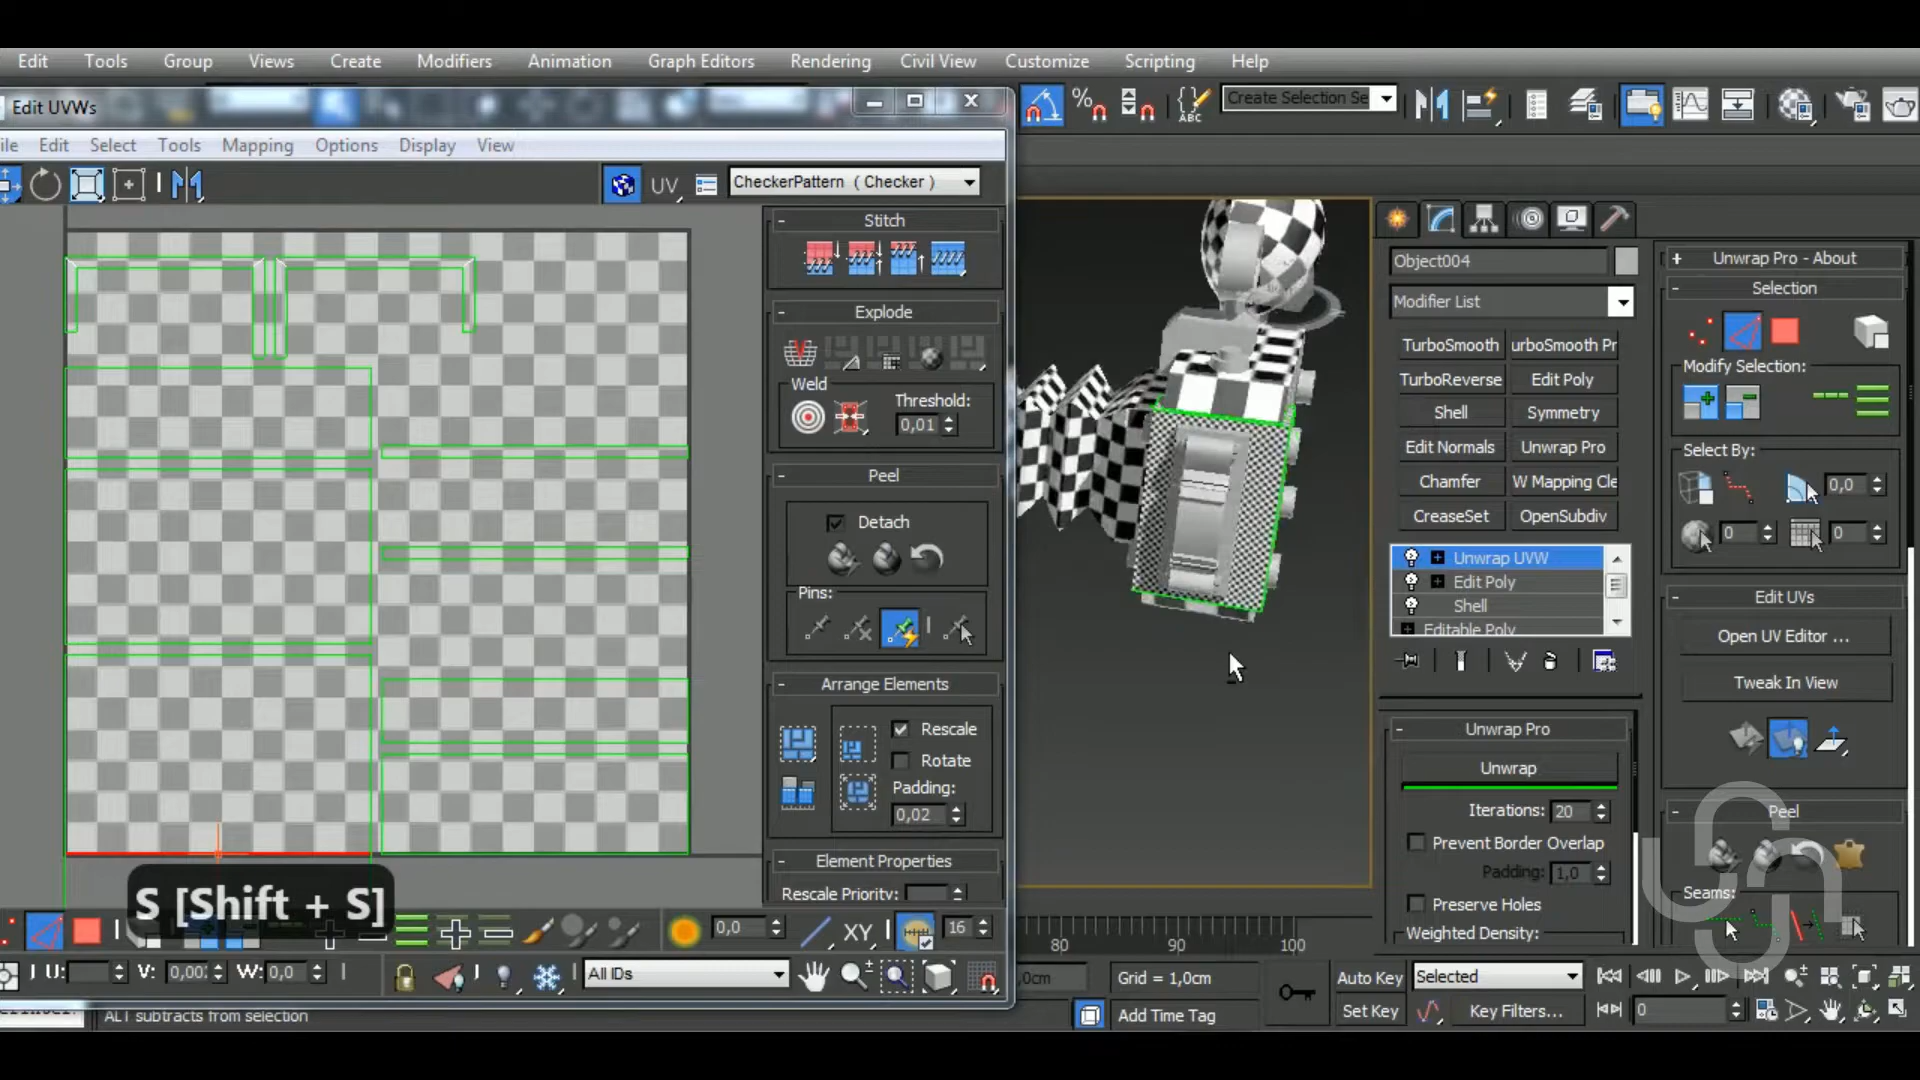 Edit Tools Group Views Create Modifiers Animation Graph Editors Rendering Civil View Customize Scripting Help
Edit UVWs
Create Selection Se
ABC
ile Edit Select Tools Mapping Options Display View
UV CheckerPattern ( Checker )
- Stitch
- Explode
Weld
Threshold:
0,01
- Peel
Detach
Pins:
- Arrange Elements
Rescale
Rotate
Padding:
0,02
- Element Properties
Rescale Priority:
S [Shift + S]
0,0 XY 16
U: V: 0,00 W: 0,0 All IDs
ALT subtracts from selection
80 90 100
,0cm Grid = 1,0cm
Add Time Tag
Auto Key Selected
Set Key Key Filters... 0
Object004
Modifier List
TurboSmooth urboSmooth Pr
TurboReverse Edit Poly
Shell Symmetry
Edit Normals Unwrap Pro
Chamfer W Mapping Cle
CreaseSet OpenSubdiv
Unwrap UVW
Edit Poly
Shell
Editable Poly
- Unwrap Pro
Unwrap
Iterations: 20
Prevent Border Overlap
Padding: 1,0
Preserve Holes
Weighted Density:
+ Unwrap Pro - About
- Selection
Modify Selection:
Select By:
0,0
0 0
- Edit UVs
Open UV Editor ...
Tweak In View
- Peel
Seams: